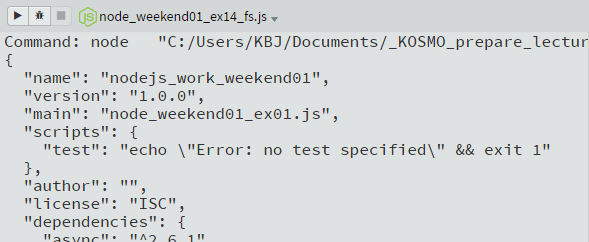 node_weekend01_ex14_fs.js
Command: node   "C:/Users/KBJ/Documents/_KOSMO_prepare_lectur
{
  "name": "nodejs_work_weekend01",
  "version": "1.0.0",
  "main": "node_weekend01_ex01.js",
  "scripts": {
    "test": "echo \"Error: no test specified\" && exit 1"
  },
  "author": "",
  "license": "ISC",
  "dependencies": {
    "async": "^2.6.1"